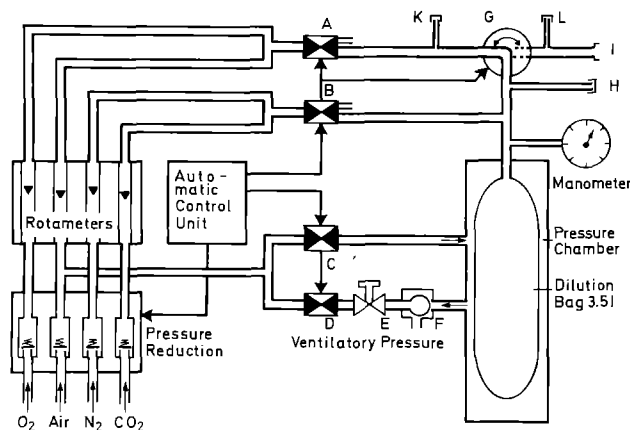 A
K
G
L
I
H
B
Auto-
matic
Control
Unit
Manometer
Rotameters
C
Pressure
Chamber
Dilution
Bag 3.5l
Pressure
Reduction
D
E
F
Ventilatory Pressure
O2 Air N2 CO2